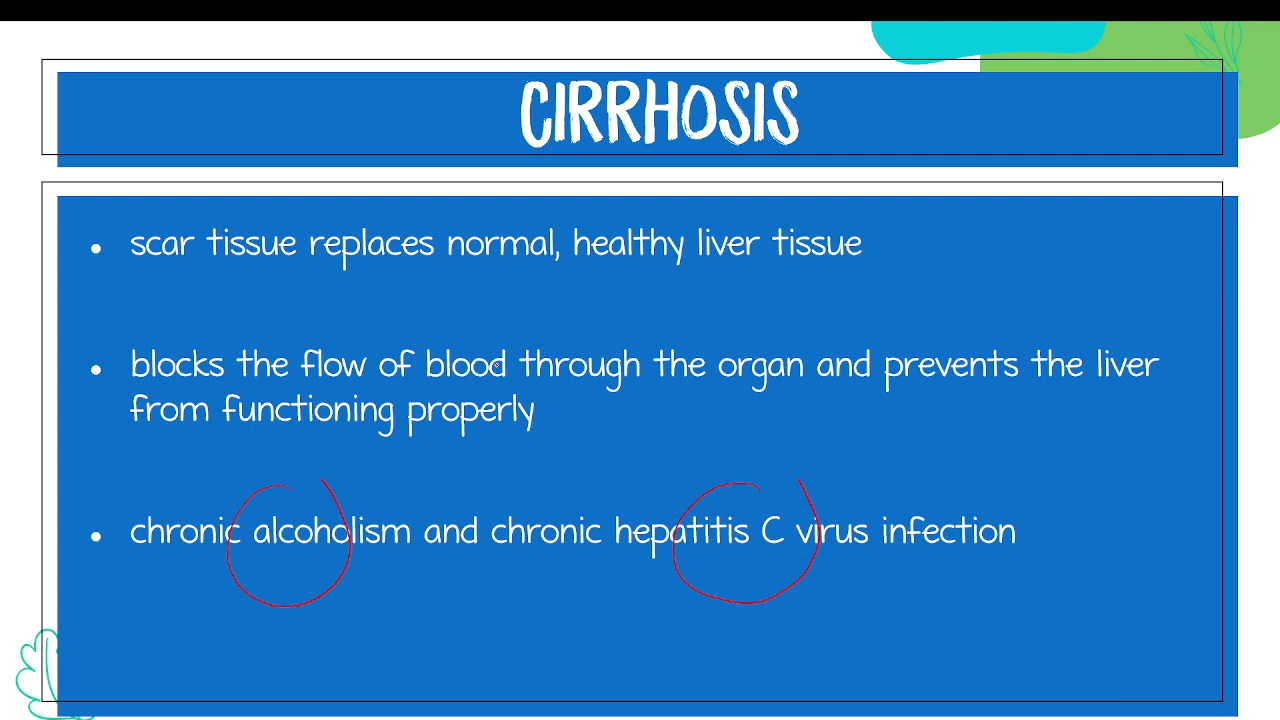 CIRRHOSIS
• scar tissue replaces normal, healthy liver tissue
• blocks the flow of blood through the organ and prevents the liver
from functioning properly
• chronic alcoholism and chronic hepatitis C virus infection